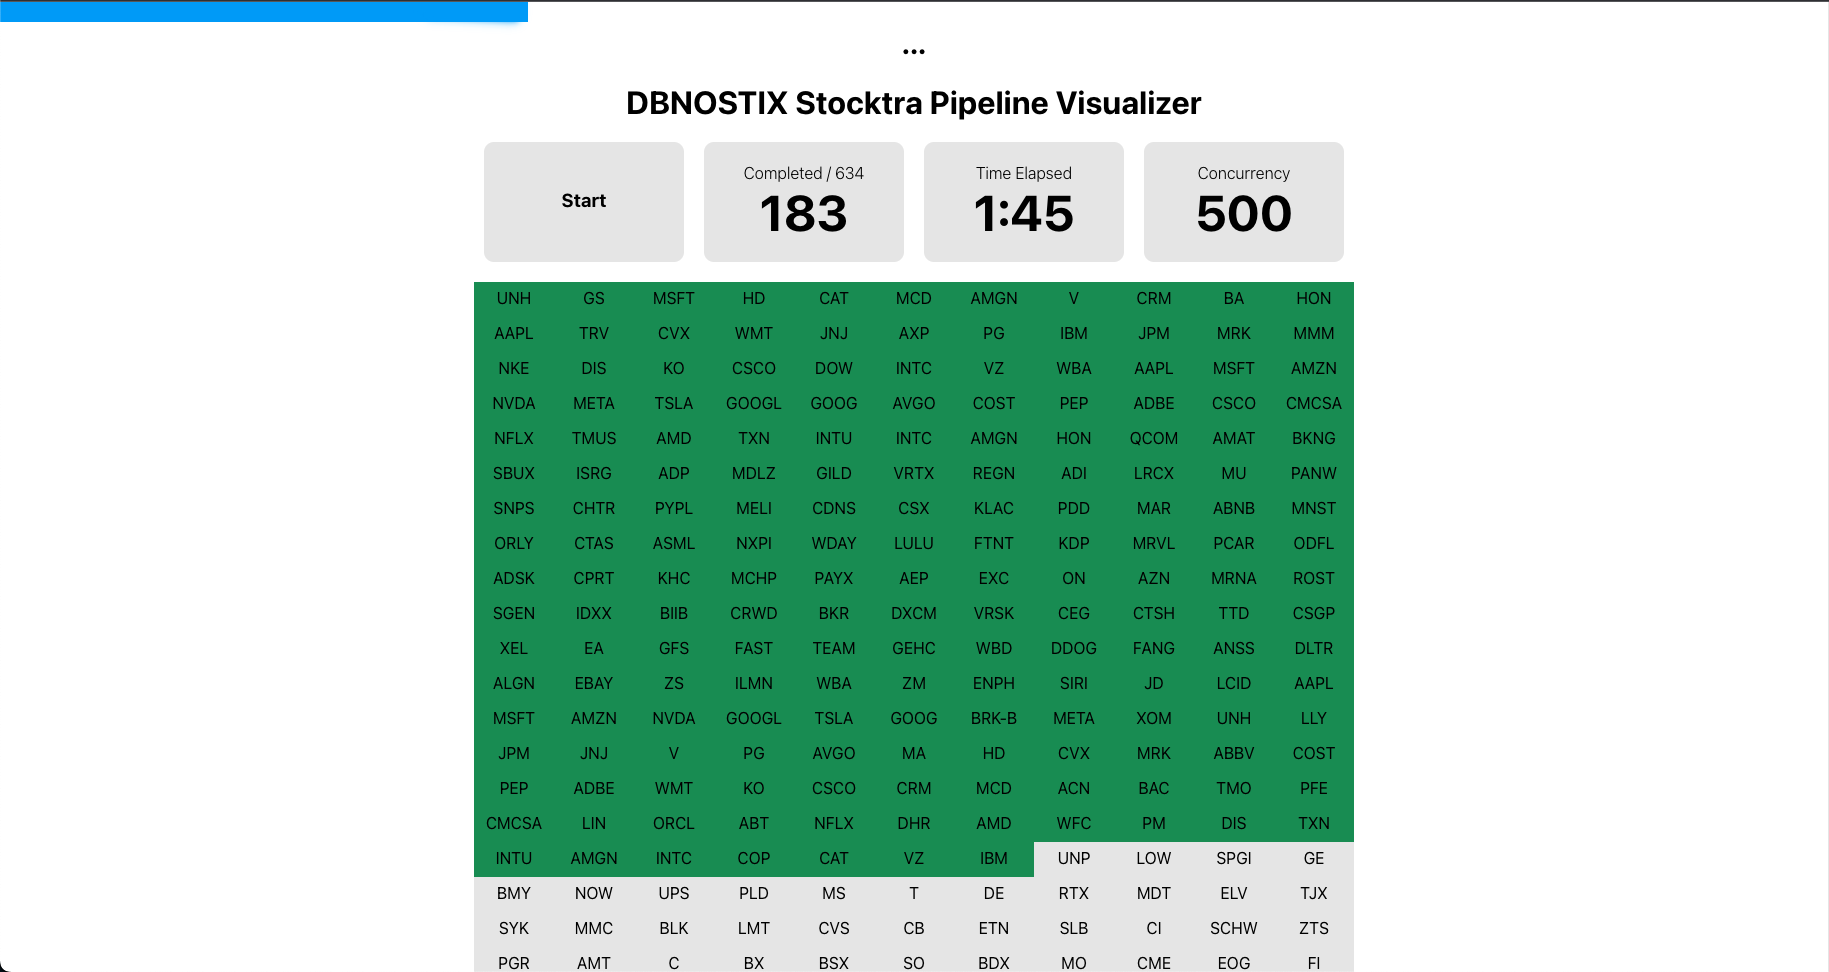 ...
DBNOSTIX Stocktra Pipeline Visualizer
Start
Completed / 634
183
Time Elapsed
1:45
Concurrency
500
UNH GS MSFT HD CAT MCD AMGN V CRM BA HON
AAPL TRV CVX WMT JNJ AXP PG IBM JPM MRK MMM
NKE DIS KO CSCO DOW INTC VZ WBA AAPL MSFT AMZN
NVDA META TSLA GOOGL GOOG AVGO COST PEP ADBE CSCO CMCSA
NFLX TMUS AMD TXN INTU INTC AMGN HON QCOM AMAT BKNG
SBUX ISRG ADP MDLZ GILD VRTX REGN ADI LRCX MU PANW
SNPS CHTR PYPL MELI CDNS CSX KLAC PDD MAR ABNB MNST
ORLY CTAS ASML NXPI WDAY LULU FTNT KDP MRVL PCAR ODFL
ADSK CPRT KHC MCHP PAYX AEP EXC ON AZN MRNA ROST
SGEN IDXX BIIB CRWD BKR DXCM VRSK CEG CTSH TTD CSGP
XEL EA GFS FAST TEAM GEHC WBD DDOG FANG ANSS DLTR
ALGN EBAY ZS ILMN WBA ZM ENPH SIRI JD LCID AAPL
MSFT AMZN NVDA GOOGL TSLA GOOG BRK-B META XOM UNH LLY
JPM JNJ V PG AVGO MA HD CVX MRK ABBV COST
PEP ADBE WMT KO CSCO CRM MCD ACN BAC TMO PFE
CMCSA LIN ORCL ABT NFLX DHR AMD WFC PM DIS TXN
INTU AMGN INTC COP CAT VZ IBM UNP LOW SPGI GE
BMY NOW UPS PLD MS T DE RTX MDT ELV TJX
SYK MMC BLK LMT CVS CB ETN SLB CI SCHW ZTS
PGR AMT C BX BSX SO BDX MO CME EOG FI